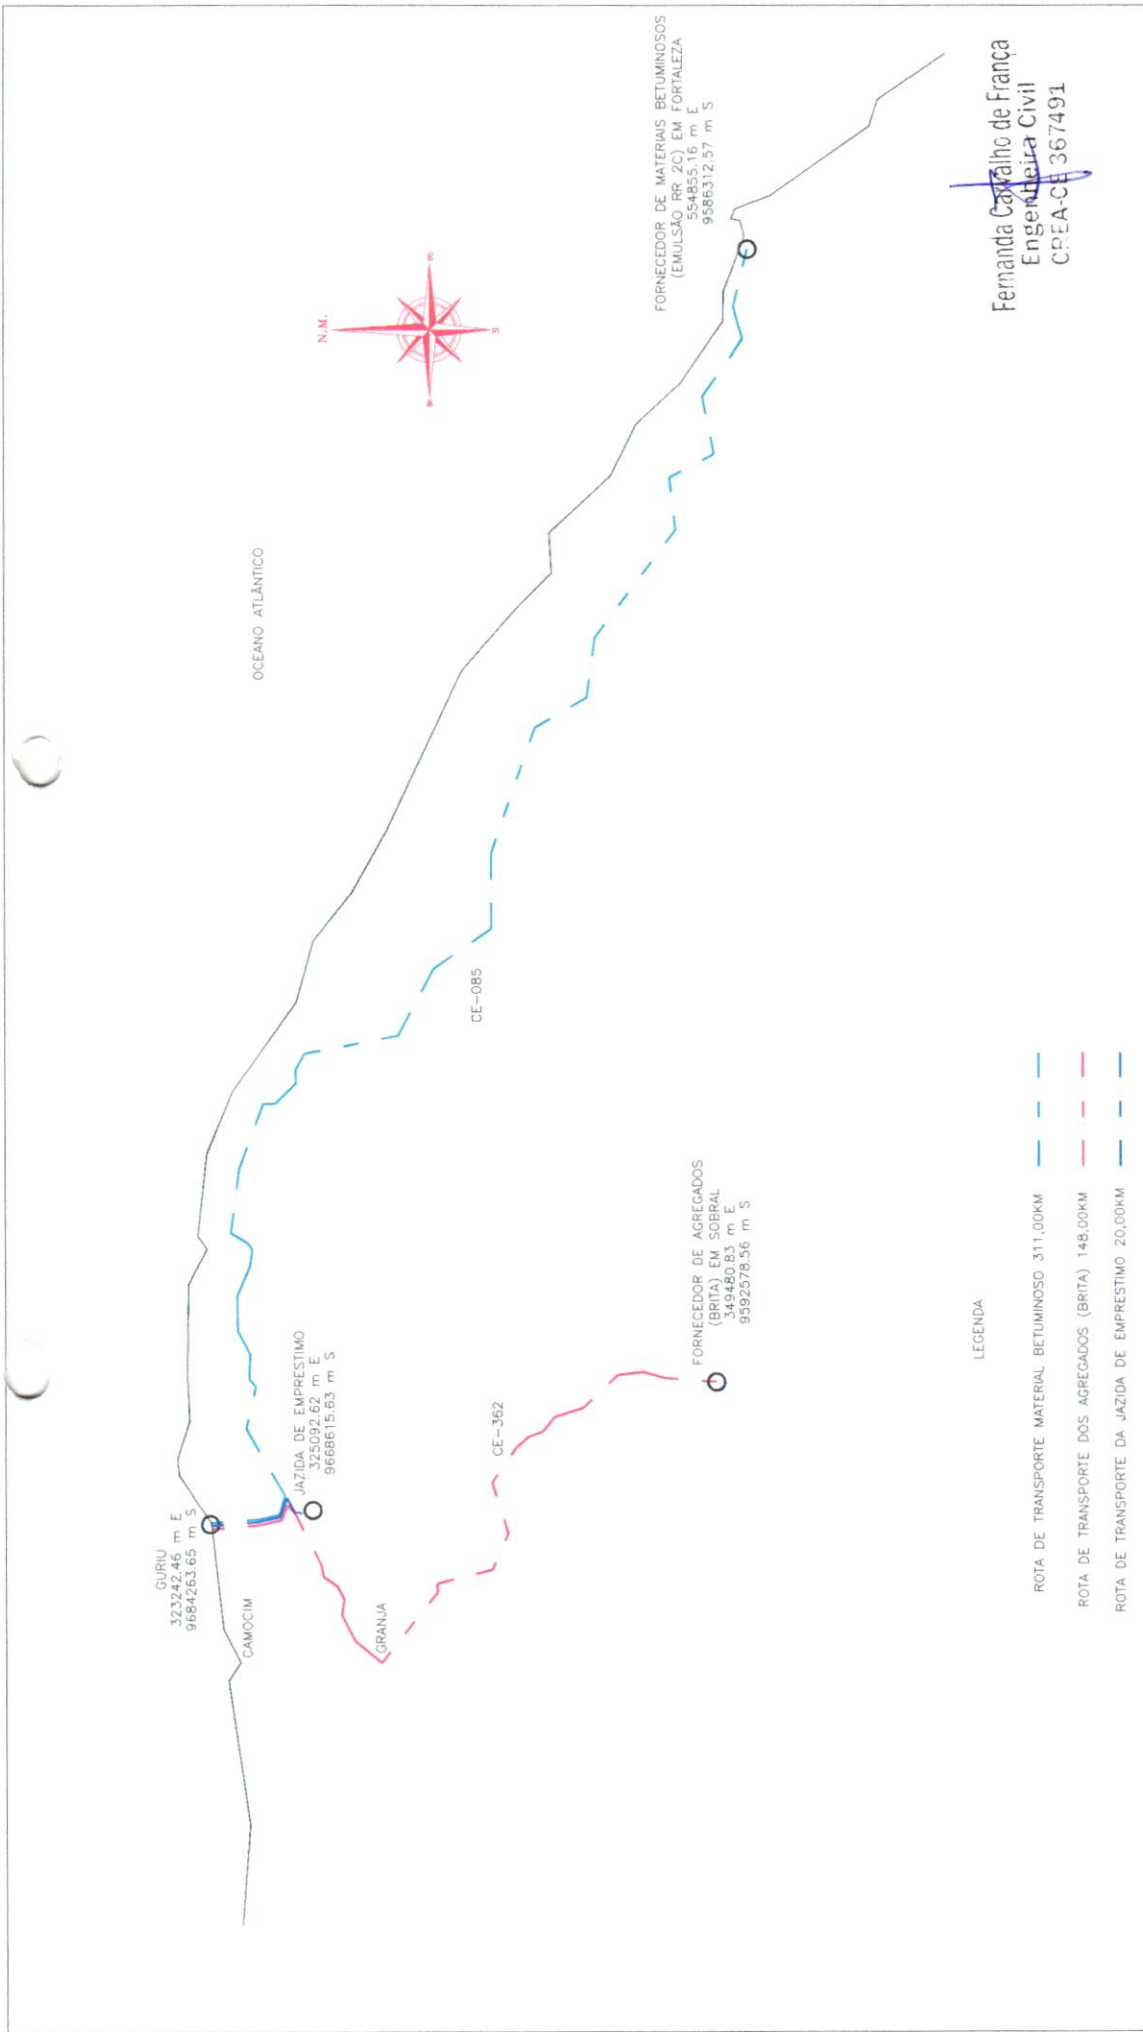 GURIU
323242.46 m E
9684263.65 m S
CAMOCIM
JAZIDA DE EMPRESTIMO
325092.62 m E
9668615.63 m S
GRANJA
CE-362
FORNECEDOR DE AGREGADOS
(BRITA) EM SOBRAL
349480.83 m E
9592578.56 m S
CE-085
OCEANO ATLÂNTICO
N.M.
E
S
FORNECEDOR DE MATERIAIS BETUMINOSOS
(EMULSÃO RR 2C) EM FORTALEZA
554855.16 m E
9586312.57 m S
LEGENDA
ROTA DE TRANSPORTE MATERIAL BETUMINOSO 311,00KM
ROTA DE TRANSPORTE DOS AGREGADOS (BRITA) 148,00KM
ROTA DE TRANSPORTE DA JAZIDA DE EMPRESTIMO 20,00KM
Fernanda Carvalho de França
Engenheira Civil
CREA-CE 367491